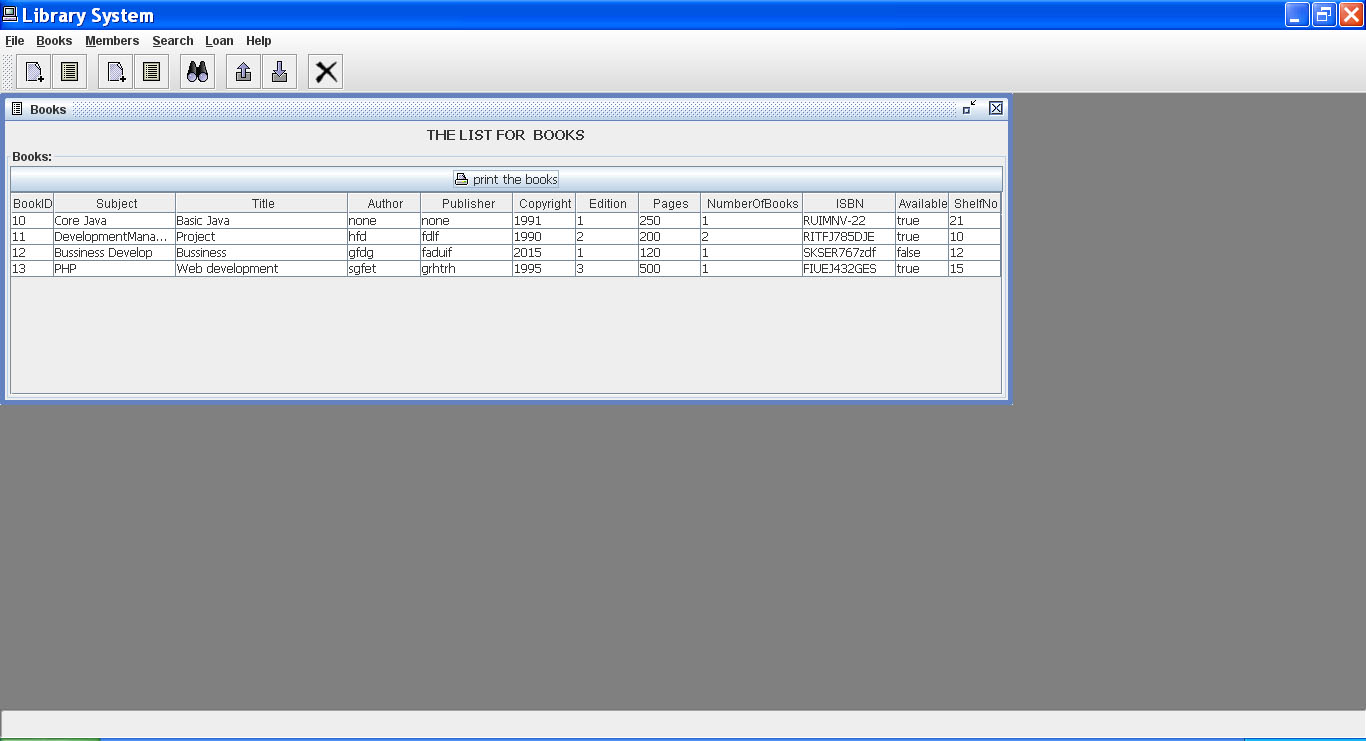 Library System
File Books Members Search Loan Help
Books
THE LIST FOR BOOKS
Books:
print the books
BookID Subject Title Author Publisher Copyright Edition Pages NumberOfBooks ISBN Available ShelfNo
10 Core Java Basic Java none none 1991 1 250 1 RUIMNV-22 true 21
11 DevelopmentMana... Project hfd fdlf 1990 2 200 2 RITFJ785DJE true 10
12 Bussiness Develop Bussiness gfdg faduif 2015 1 120 1 SKSER767zdf false 12
13 PHP Web development sgfet grhtrh 1995 3 500 1 FIUEJ432GES true 15